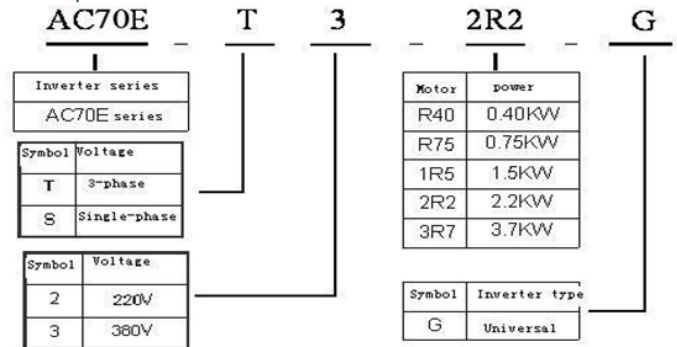 AC70E - T 3 - 2R2 - G
Inverter series
AC70E series
Symbol Voltage
T 3-phase
S Single-phase
Symbol Voltage
2 220V
3 380V
Motor power
R40 0.40KW
R75 0.75KW
1R5 1.5KW
2R2 2.2KW
3R7 3.7KW
Symbol Inverter type
G Universal